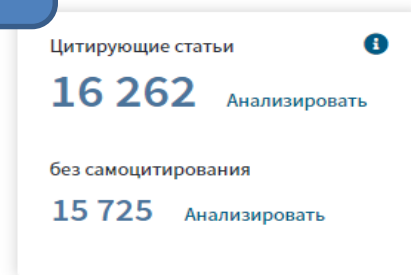 Цитирующие статьи
16 262 Анализировать
без самоцитирования
15 725 Анализировать